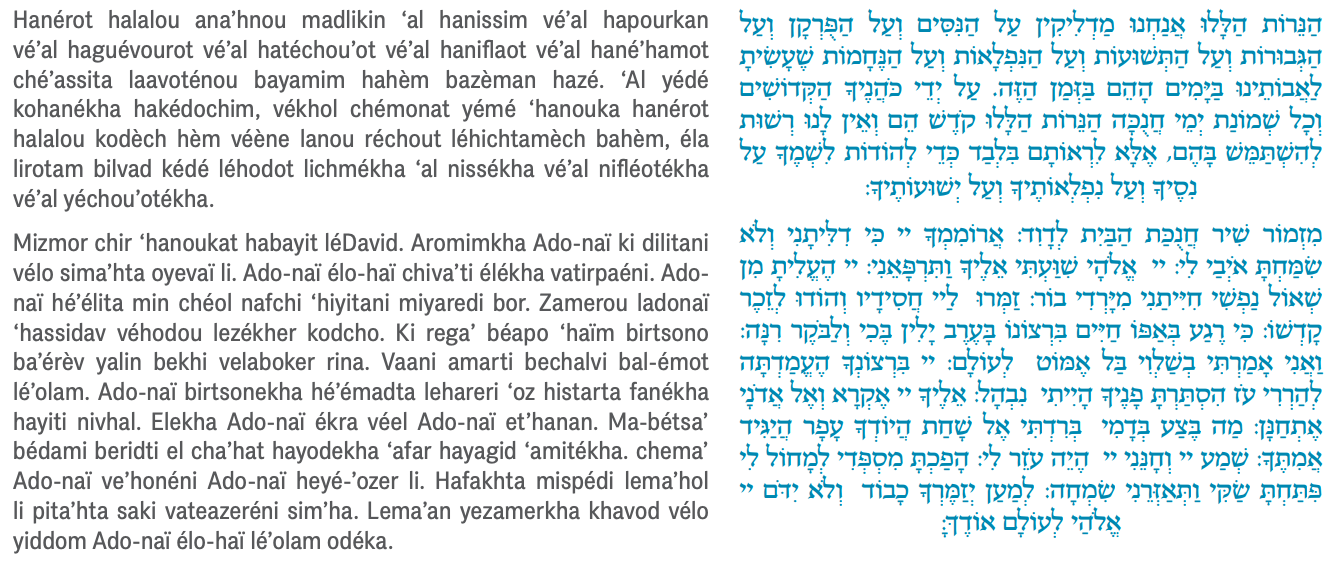 Hanérot halalou ana’hnou madlikin ‘al hanissim vé’al hapourkan
vé’al haguévourot vé’al hatéchou’ot vé’al haniflaot vé’al hané’hamot
ché’assita laavoténou bayamim hahèm bazèman hazé. ‘Al yédé
kohanékha hakédochim, vékhol chémonat yémé ‘hanouka hanérot
halalou kodèch hèm véène lanou réchout léhichtamèch bahèm, éla
lirotam bilvad kédé léhodot lichmékha ‘al nissékha vé’al nifléotékha
vé’al yéchou’otékha.
Mizmor chir ‘hanoukat habayit léDavid. Aromimkha Ado-naï ki dilitani
vélo sima’hta oyevaï li. Ado-naï élo-haï chiva’ti élékha vatirpaéni. Ado-
naï hé’élita min chéol nafchi ‘hiyitani miyaredi bor. Zamerou ladonaï
‘hassidav véhodou lezékher kodcho. Ki rega’ béapo ‘haïm birtsono
ba’érèv yalin bekhi velaboker rina. Vaani amarti bechalvi bal-émot
lé’olam. Ado-naï birtsonekha hé’émadta lehareri ‘oz histarta fanékha
hayiti nivhal. Elekha Ado-naï ékra véel Ado-naï et’hanan. Ma-bétsa’
bédami beridti el cha’hat hayodekha ‘afar hayagid ‘amitékha. chema’
Ado-naï ve’honéni Ado-naï heyé-’ozer li. Hafakhta mispédi lema’hol
li pita’hta saki vateazeréni sim’ha. Lema’an yezamerkha khavod vélo
yiddom Ado-naï élo-haï lé’olam odéka.
הַנֵּרוֹת הַלָּלוּ אֲנַחְנוּ מַדְלִיקִין עַל הַנִּסִּים וְעַל הַפֻּרְקָן וְעַל
הַגְּבוּרוֹת וְעַל הַתְּשׁוּעוֹת וְעַל הַנִּפְלָאוֹת וְעַל הַנֶּחָמוֹת שֶׁעָשִׂיתָ
לַאֲבוֹתֵינוּ בַּיָּמִים הָהֵם בַּזְּמַן הַזֶּה. עַל יְדֵי כֹּהֲנֶיךָ הַקְּדוֹשִׁים
וְכָל שְׁמוֹנַת יְמֵי חֲנֻכָּה הַנֵּרוֹת הַלָּלוּ קֹדֶשׁ הֵם וְאֵין לָנוּ רְשׁוּת
לְהִשְׁתַּמֵּשׁ בָּהֶם, אֶלָּא לִרְאוֹתָם בִּלְבַד כְּדֵי לְהוֹדוֹת לִשְׁמֶךָ עַל
נִסֶּיךָ וְעַל נִפְלְאוֹתֶיךָ וְעַל יְשׁוּעוֹתֶיךָ:
מִזְמוֹר שִׁיר חֲנֻכַּת הַבַּיִת לְדָוִד: אֲרוֹמִמְךָ יי כִּי דִלִּיתָנִי וְלֹא
שִׂמַּחְתָּ אֹיְבַי לִי: יי אֱלֹהָי שִׁוַּעְתִּי אֵלֶיךָ וַתִּרְפָּאֵנִי: יי הֶעֱלִיתָ מִן
שְׁאוֹל נַפְשִׁי חִיִּיתַנִי מִיָּרְדִי בוֹר: זַמְּרוּ לַיי חֲסִידָיו וְהוֹדוּ לְזֵכֶר
קָדְשׁוֹ: כִּי רֶגַע בְּאַפּוֹ חַיִּים בִּרְצוֹנוֹ בָּעֶרֶב יָלִין בֶּכִי וְלַבֹּקֶר רִנָּה:
וַאֲנִי אָמַרְתִּי בְשַׁלְוִי בַּל אֶמּוֹט לְעוֹלָם: יי בִּרְצוֹנְךָ הֶעֱמַדְתָּה
לְהַרְרִי עֹז הִסְתַּרְתָּ פָנֶיךָ הָיִיתִי נִבְהָל: אֵלֶיךָ יי אֶקְרָא וְאֶל אֲדֹנָי
אֶתְחַנָּן: מַה בֶּצַע בְּדָמִי בְּרִדְתִּי אֶל שָׁחַת הֲיוֹדְךָ עָפָר הֲיַגִּיד
אֲמִתֶּךָ: שְׁמַע יי וְחָנֵּנִי יי הֱיֵה עֹזֵר לִי: הָפַכְתָּ מִסְפְּדִי לְמָחוֹל לִי
פִּתַּחְתָּ שַׂקִּי וַתְּאַזְּרֵנִי שִׂמְחָה: לְמַעַן יְזַמֶּרְךָ כָבוֹד וְלֹא יִדֹּם יי
אֱלֹהַי לְעוֹלָם אוֹדֶךָּ: